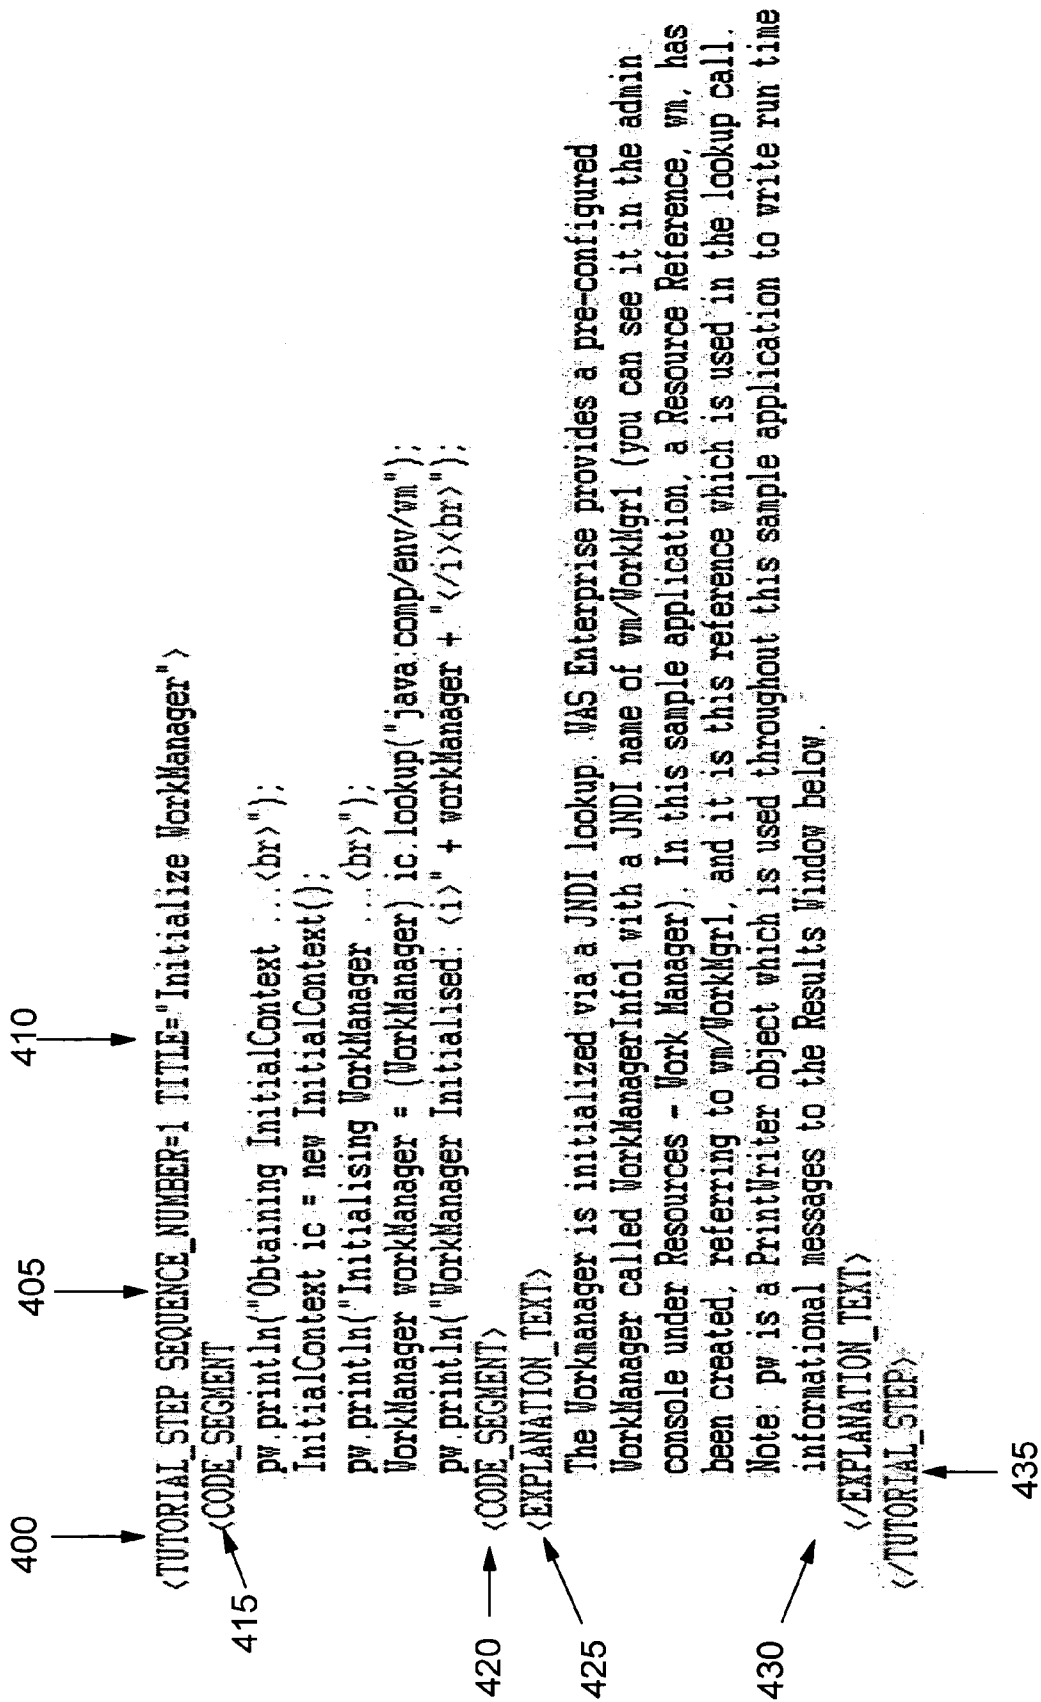 400
405
410
<TUTORIAL_STEP SEQUENCE_NUMBER=1 TITLE="Initialize WorkManager">
<CODE_SEGMENT
415
pw.println("Obtaining InitialContext ...<br>");
InitialContext ic = new InitialContext();
pw.println("Initialising WorkManager ...<br>");
WorkManager workManager = (WorkManager) ic.lookup("java:comp/env/wm");
pw.println("WorkManager Initialised: <i>" + workManager + "</i><br>");
420
<CODE_SEGMENT>
425
<EXPLANATION_TEXT>
The Workmanager is initialized via a JNDI lookup. WAS Enterprise provides a pre-configured
WorkManager called WorkManagerInfo1 with a JNDI name of wm/WorkMgr1 (you can see it in the admin
console under Resources - Work Manager). In this sample application, a Resource Reference, wm, has
been created, referring to wm/WorkMgr1, and it is this reference which is used in the lookup call.
Note: pw is a PrintWriter object which is used throughout this sample application to write run time
informational messages to the Results Window below.
430
</EXPLANATION_TEXT>
</TUTORIAL_STEP>
435